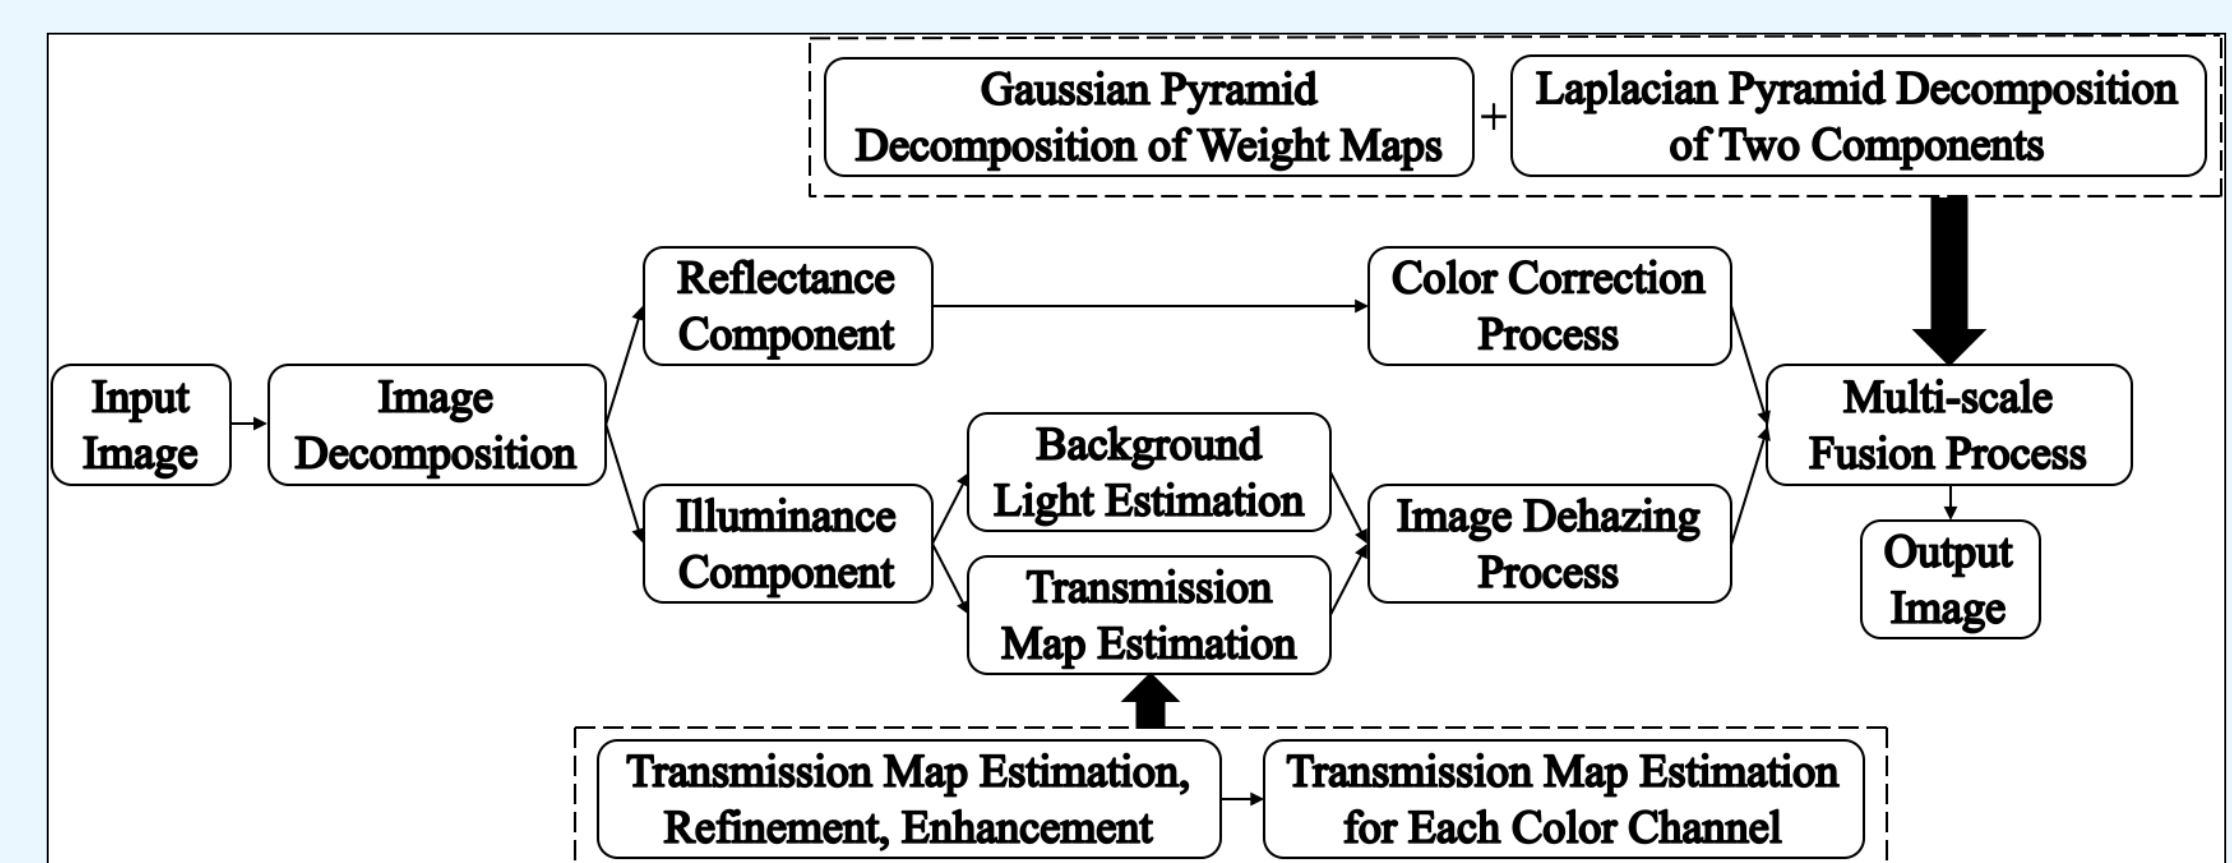 Gaussian Pyramid
Decomposition of Weight Maps
+
Laplacian Pyramid Decomposition
of Two Components
Input
Image
Image
Decomposition
Reflectance
Component
Illuminance
Component
Background
Light Estimation
Transmission
Map Estimation
Color Correction
Process
Image Dehazing
Process
Multi-scale
Fusion Process
Output
Image
Transmission Map Estimation,
Refinement, Enhancement
Transmission Map Estimation
for Each Color Channel